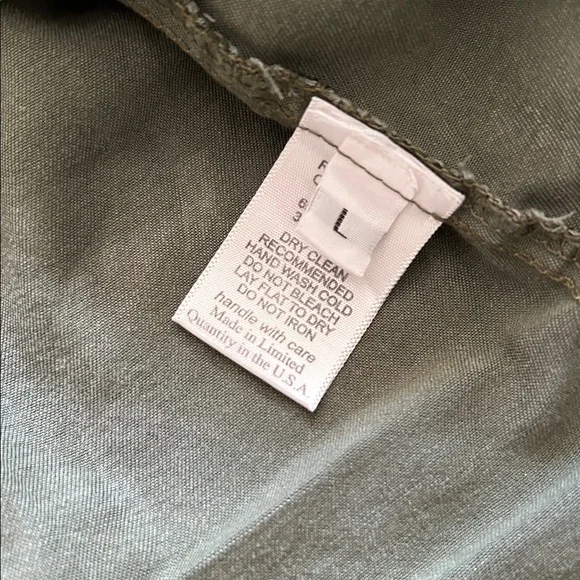 L
DRY CLEAN
RECOMMENDED
HAND WASH COLD
DO NOT BLEACH
LAY FLAT TO DRY
DO NOT IRON
handle with care
Made in Limited
Quantity in the U.S.A